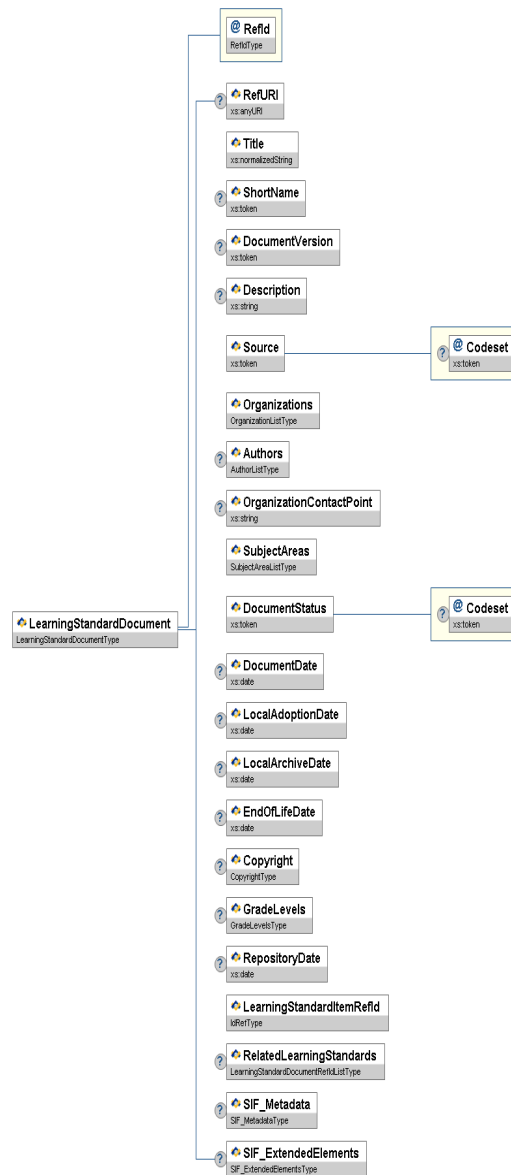 @ RefId
RefIdType
? RefURI
xs:anyURI
Title
xs:normalizedString
? ShortName
xs:token
? DocumentVersion
xs:token
? Description
xs:string
Source
xs:token
? @ Codeset
xs:token
Organizations
OrganizationListType
? Authors
AuthorListType
? OrganizationContactPoint
xs:string
SubjectAreas
SubjectAreaListType
LearningStandardDocument
LearningStandardDocumentType
DocumentStatus
xs:token
? @ Codeset
xs:token
? DocumentDate
xs:date
? LocalAdoptionDate
xs:date
? LocalArchiveDate
xs:date
? EndOfLifeDate
xs:date
? Copyright
CopyrightType
? GradeLevels
GradeLevelsType
? RepositoryDate
xs:date
LearningStandardItemRefId
IdRefType
? RelatedLearningStandards
LearningStandardDocumentRefIdListType
? SIF_Metadata
SIF_MetadataType
? SIF_ExtendedElements
SIF_ExtendedElementsType